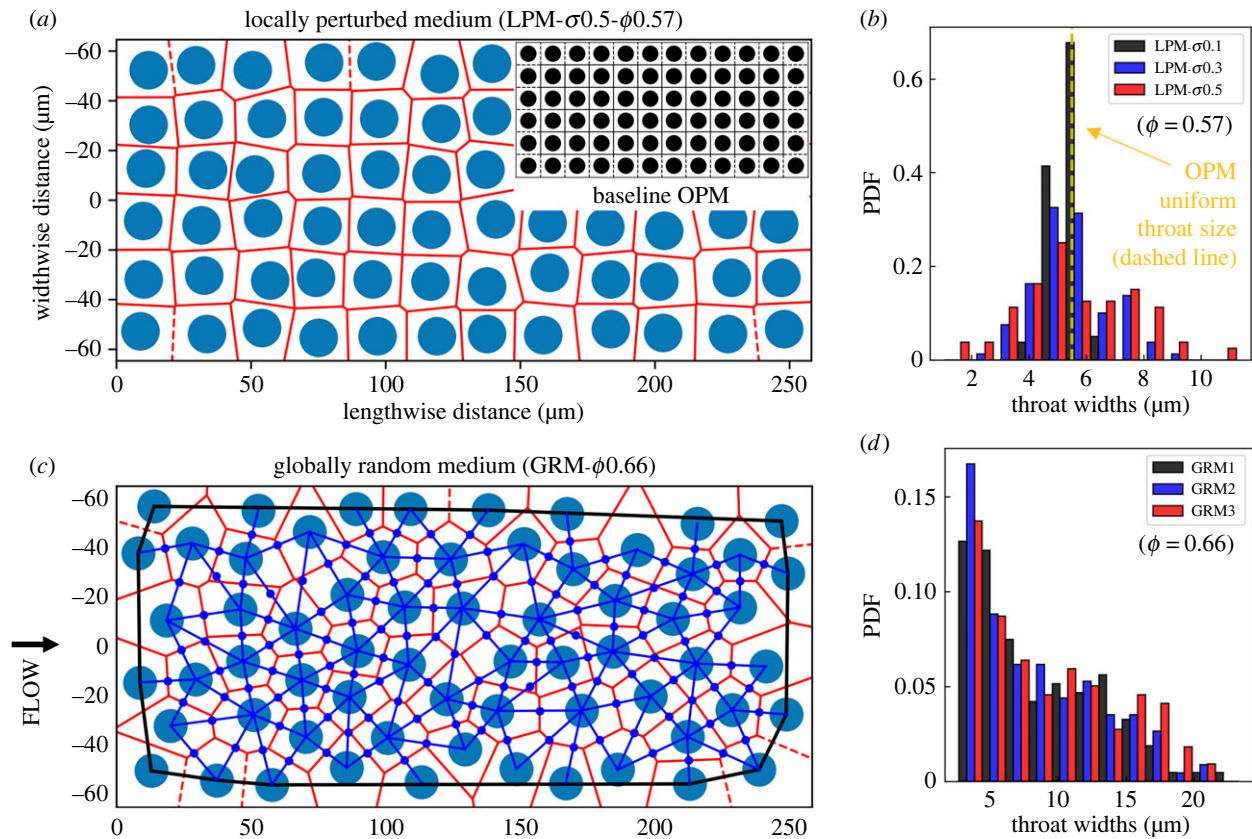 (a)
locally perturbed medium (LPM-σ0.5-ϕ0.57)
–60
–40
–20
0
–20
–40
–60
widthwise distance (µm)
baseline OPM
0
50
100
150
200
250
lengthwise distance (µm)
(b)
0.6
0.4
0.2
0
PDF
LPM-σ0.1
LPM-σ0.3
LPM-σ0.5
(ϕ = 0.57)
OPM
uniform
throat size
(dashed line)
2
4
6
8
10
throat widths (µm)
(c)
globally random medium (GRM-ϕ0.66)
–60
–40
–20
0
–20
–40
–60
FLOW
0
50
100
150
200
250
(d)
0.15
0.10
0.05
0
PDF
GRM1
GRM2
GRM3
(ϕ = 0.66)
5
10
15
20
throat widths (µm)